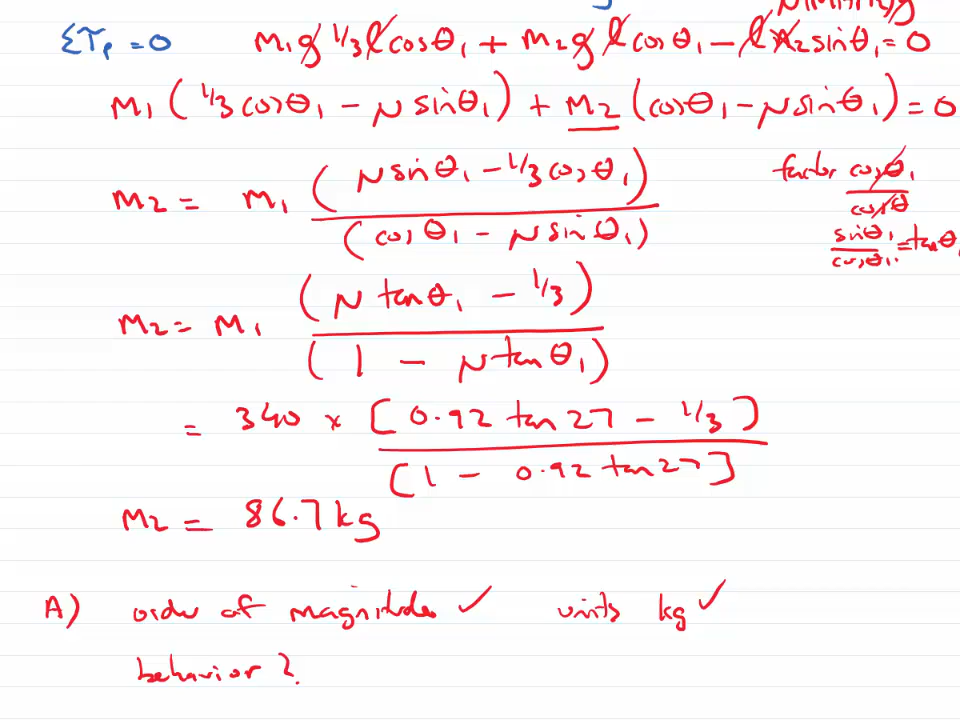 ΣTₚ = 0 m₁g 1/3 l cosθ₁ + m₂g l cosθ₁ - l N₂ sinθ₁ = 0
m₁ ( 1/3 cosθ₁ - μ sinθ₁ ) + m₂ ( cosθ₁ - μ sinθ₁ ) = 0
m₂ = m₁ ( μ sinθ₁ - 1/3 cosθ₁ )
( cosθ₁ - μ sinθ₁ )
factor cosθ₁
cosθ
sinθ₁ = tanθ₁
cosθ₁
m₂ = m₁ ( μ tanθ₁ - 1/3 )
( 1 - μ tanθ₁ )
= 340 × [ 0.92 tan 27 - 1/3 ]
[ 1 - 0.92 tan 27 ]
m₂ = 86.7 kg
A) order of magnitude ✓ units kg ✓
behavior ?